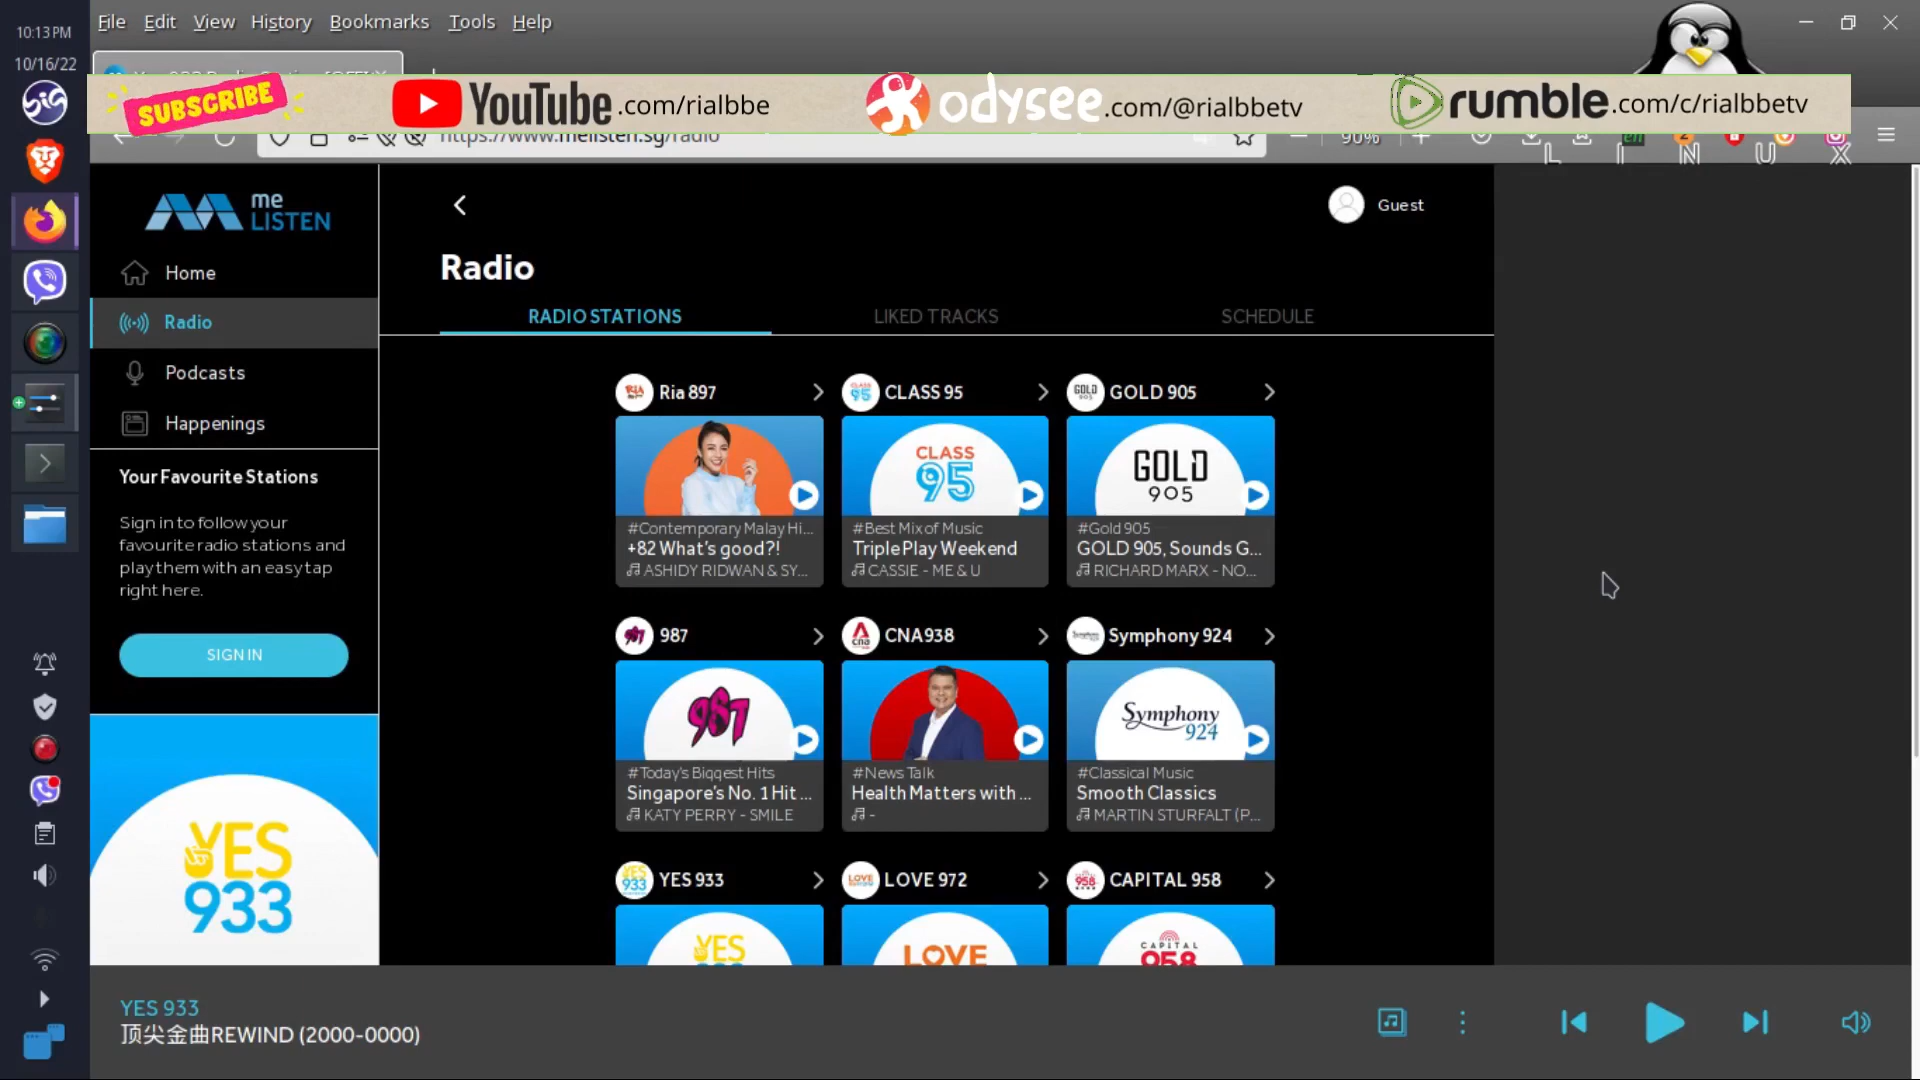 10:13 PM
10/16/22
File Edit View History Bookmarks Tools Help
SUBSCRIBE
YouTube.com/rialbbe
odysee.com/@rialbbetv
rumble.com/c/rialbbetv
https://www.melisten.sg/radio
90%
L I N U X
me
LISTEN
Guest
Home
Radio
Podcasts
Happenings
Your Favourite Stations
Sign in to follow your
favourite radio stations and
play them with an easy tap
right here.
SIGN IN
YES
933
Radio
RADIO STATIONS
LIKED TRACKS
SCHEDULE
Ria 897
CLASS 95
GOLD 905
CLASS
95
GOLD
905
#Contemporary Malay Hi...
+82 What's good?!
ASHIDY RIDWAN & SY...
#Best Mix of Music
Triple Play Weekend
CASSIE - ME & U
#Gold 905
GOLD 905, Sounds G...
RICHARD MARX - NO...
987
CNA938
Symphony 924
987
Symphony
924
#Today's Biggest Hits
Singapore's No. 1 Hit ...
KATY PERRY - SMILE
#News Talk
Health Matters with ...
-
#Classical Music
Smooth Classics
MARTIN STURFALT (P...
YES 933
LOVE 972
CAPITAL 958
YES
LOVE
CAPITAL
958
YES 933
顶尖金曲REWIND (2000-0000)